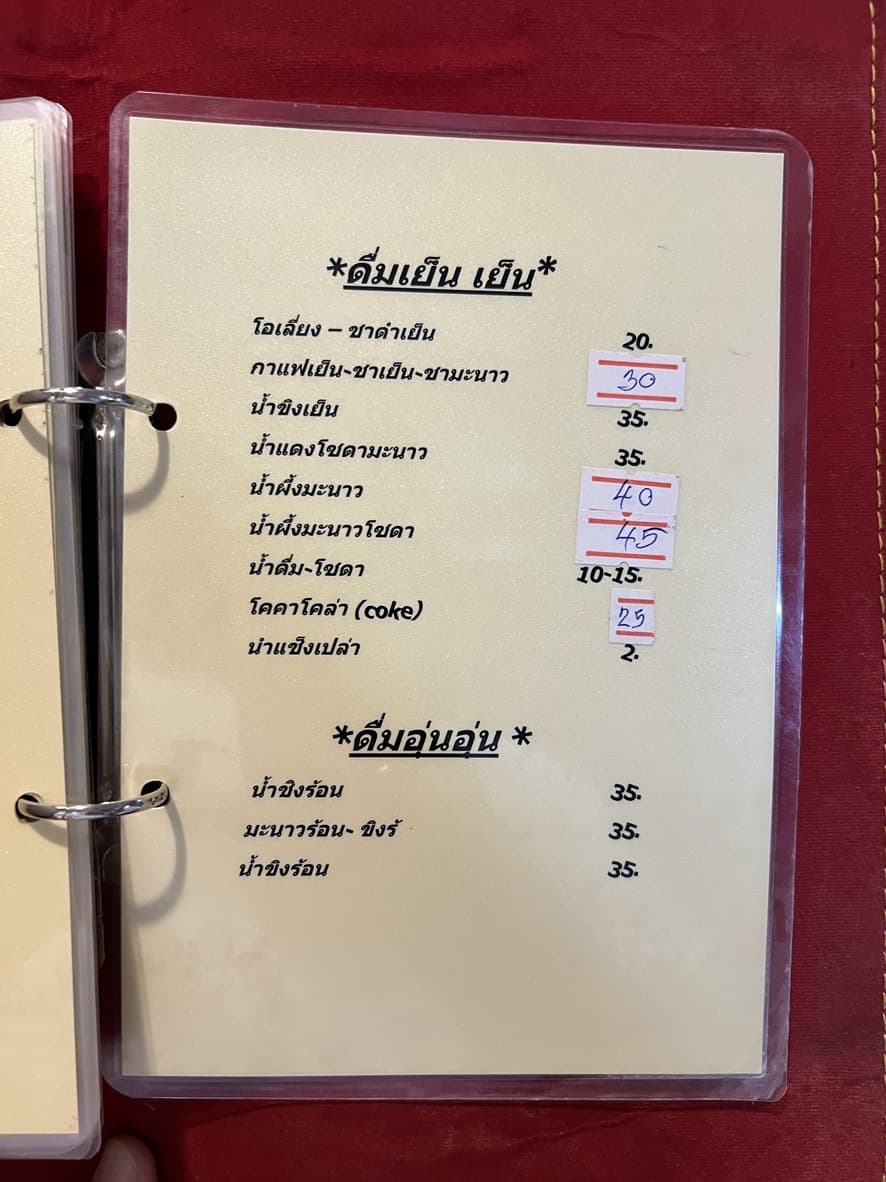 *ดื่มเย็น เย็น*
โอเลี่ยง – ชาดำเย็น 20.
กาแฟเย็น-ชาเย็น-ชามะนาว 30
น้ำขิงเย็น 35.
น้ำแดงโซดามะนาว 35.
น้ำผึ้งมะนาว 40
น้ำผึ้งมะนาวโซดา 45
น้ำดื่ม-โซดา 10-15.
โคคาโคล่า (coke) 25
นำแข็งเปล่า 2.
*ดื่มอุ่นอุ่น *
น้ำขิงร้อน 35.
มะนาวร้อน- ขิงร้ 35.
น้ำขิงร้อน 35.